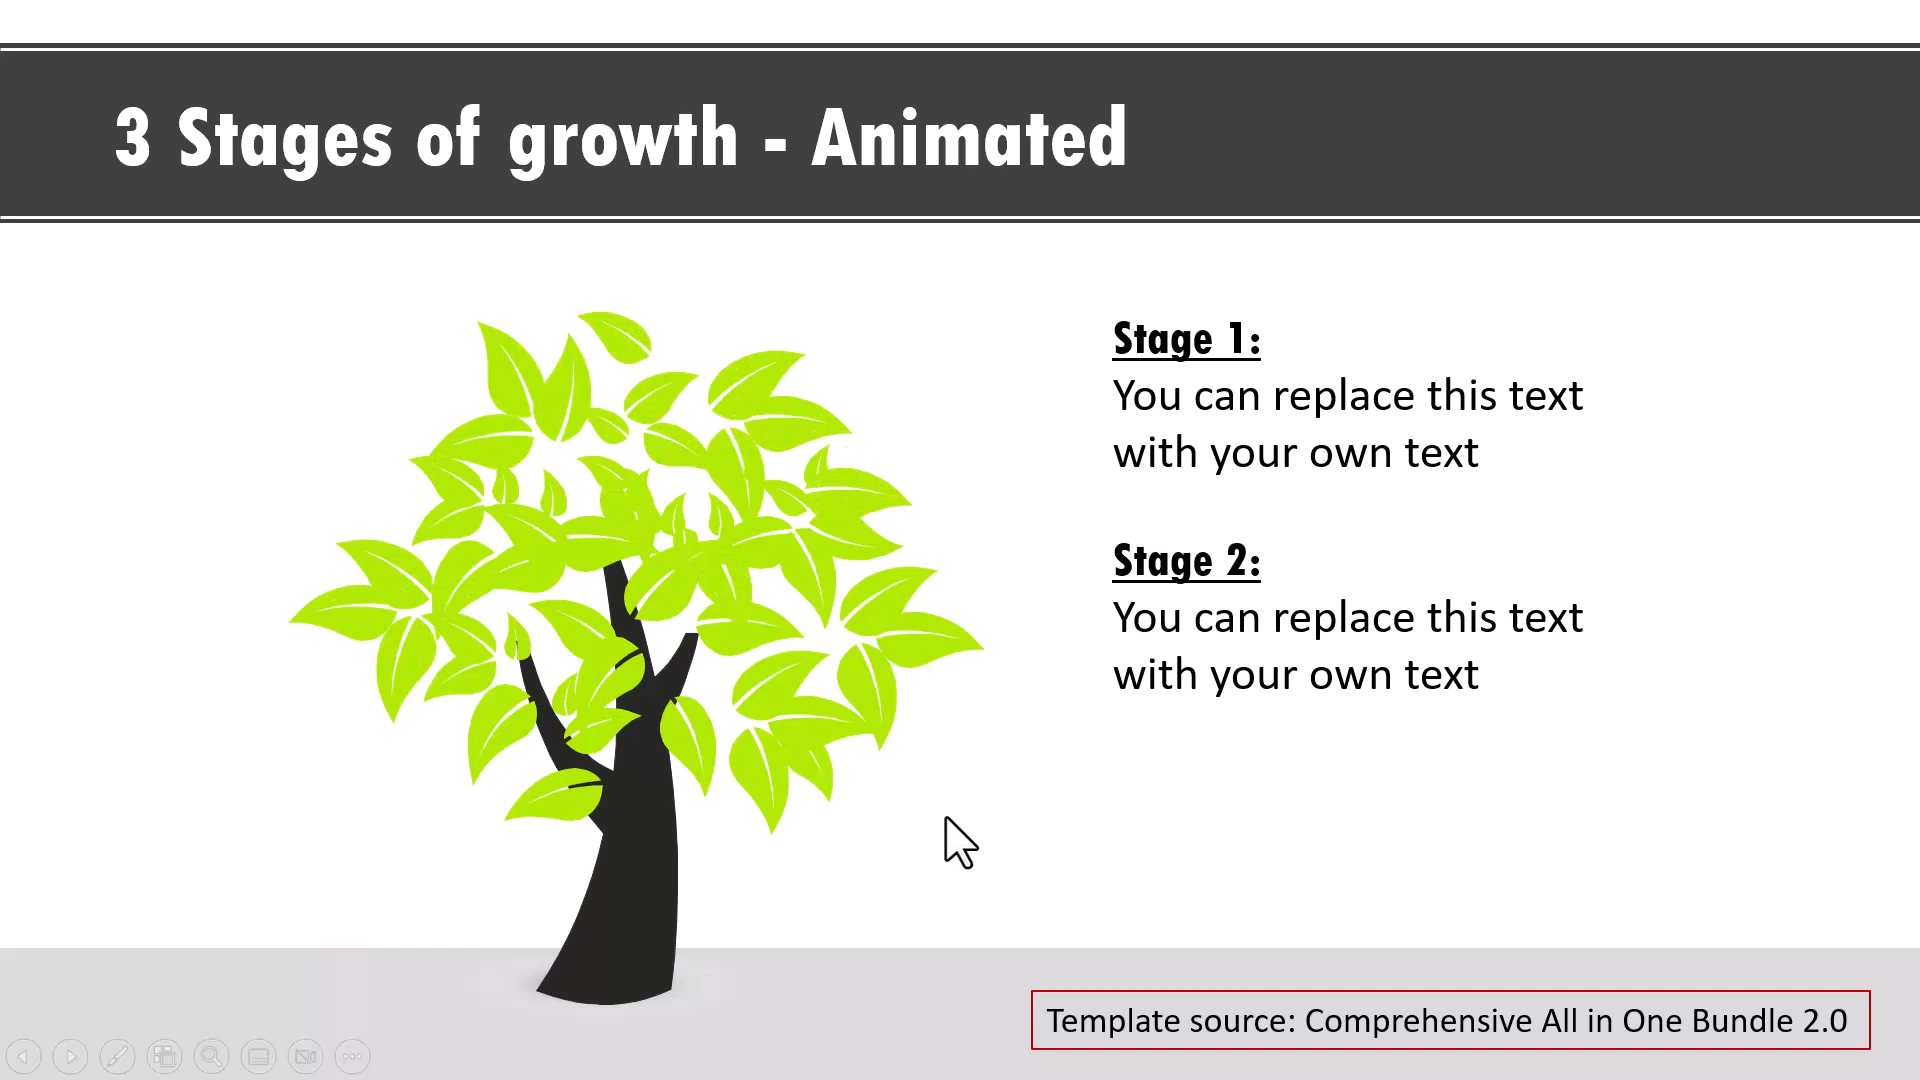 3 Stages of growth - Animated
Stage 1:
You can replace this text
with your own text
Stage 2:
You can replace this text
with your own text
Template source: Comprehensive All in One Bundle 2.0